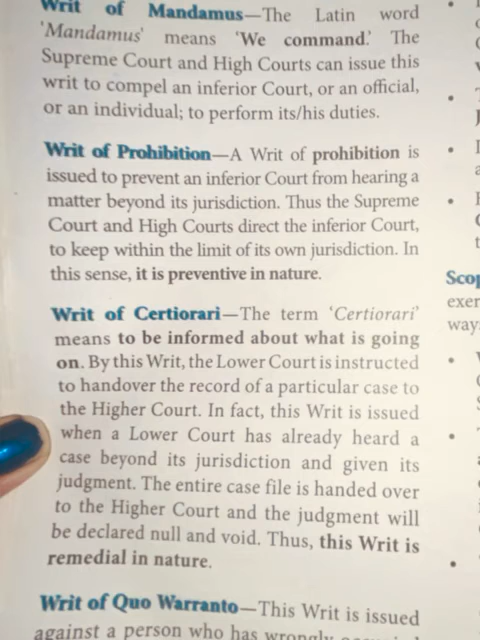 Writ of Mandamus—The Latin word
'Mandamus' means 'We command.' The
Supreme Court and High Courts can issue this
writ to compel an inferior Court, or an official,
or an individual; to perform its/his duties.
Writ of Prohibition—A Writ of prohibition is
issued to prevent an inferior Court from hearing a
matter beyond its jurisdiction. Thus the Supreme
Court and High Courts direct the inferior Court,
to keep within the limit of its own jurisdiction. In
this sense, it is preventive in nature.
Writ of Certiorari—The term 'Certiorari'
means to be informed about what is going
on. By this Writ, the Lower Court is instructed
to handover the record of a particular case to
the Higher Court. In fact, this Writ is issued
when a Lower Court has already heard a
case beyond its jurisdiction and given its
judgment. The entire case file is handed over
to the Higher Court and the judgment will
be declared null and void. Thus, this Writ is
remedial in nature.
Writ of Quo Warranto—This Writ is issued
against a person who has wrongly